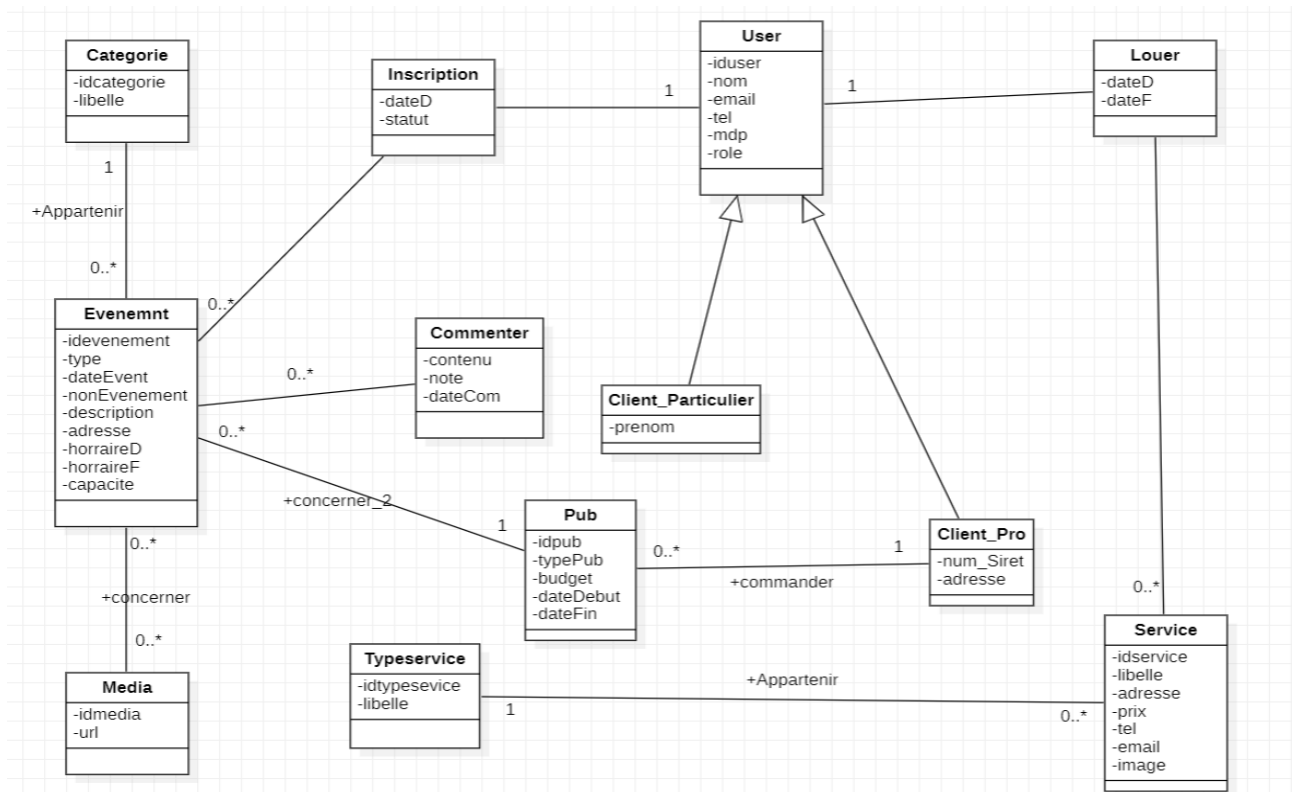 Categorie
-idcategorie
-libelle
1
+Appartenir
0..*
Inscription
-dateD
-statut
1
0..*
User
-iduser
-nom
-email
-tel
-mdp
-role
1
Louer
-dateD
-dateF
0..*
Evenemnt
-idevenement
-type
-dateEvent
-nonEvenement
-description
-adresse
-horraireD
-horraireF
-capacite
0..*
Commenter
-contenu
-note
-dateCom
0..*
+concerner_2
1
Client_Particulier
-prenom
Pub
-idpub
-typePub
-budget
-dateDebut
-dateFin
0..*
1
+commander
Client_Pro
-num_Siret
-adresse
0..*
+concerner
0..*
Media
-idmedia
-url
Typeservice
-idtypesevice
-libelle
1
+Appartenir
0..*
Service
-idservice
-libelle
-adresse
-prix
-tel
-email
-image